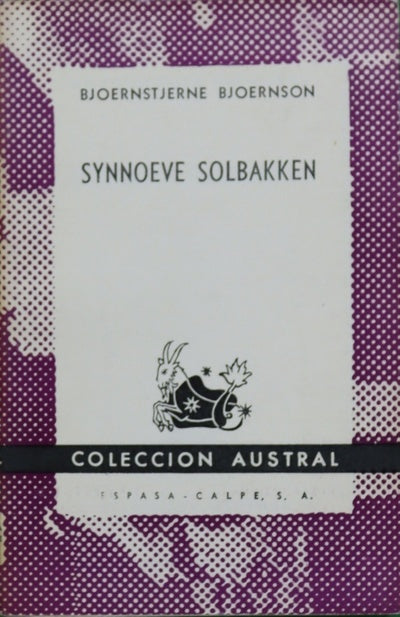 BJOERNSTJERNE BJOERNSON
SYNNOEVE SOLBAKKEN
COLECCION AUSTRAL
ESPASA - CALPE, S. A.